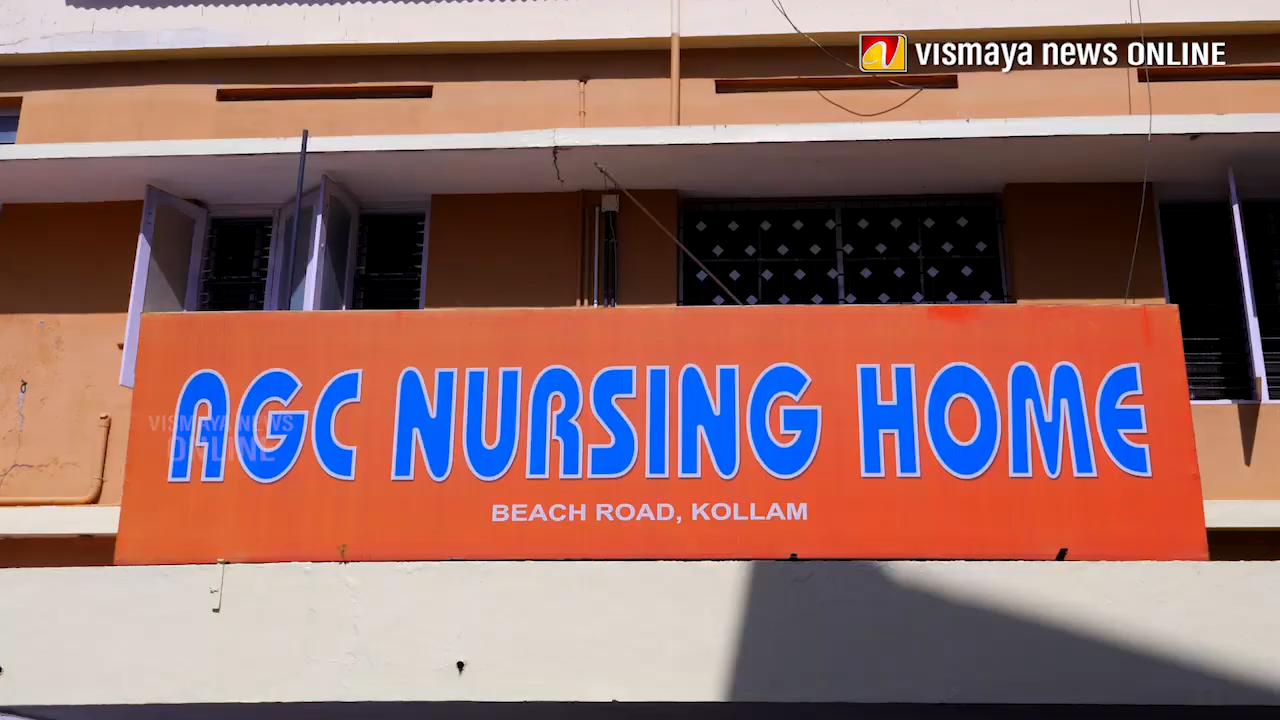 VISMAYA NEWS ONLINE
AGC NURSING HOME
VISMAYA NEWS
ONLINE
BEACH ROAD, KOLLAM